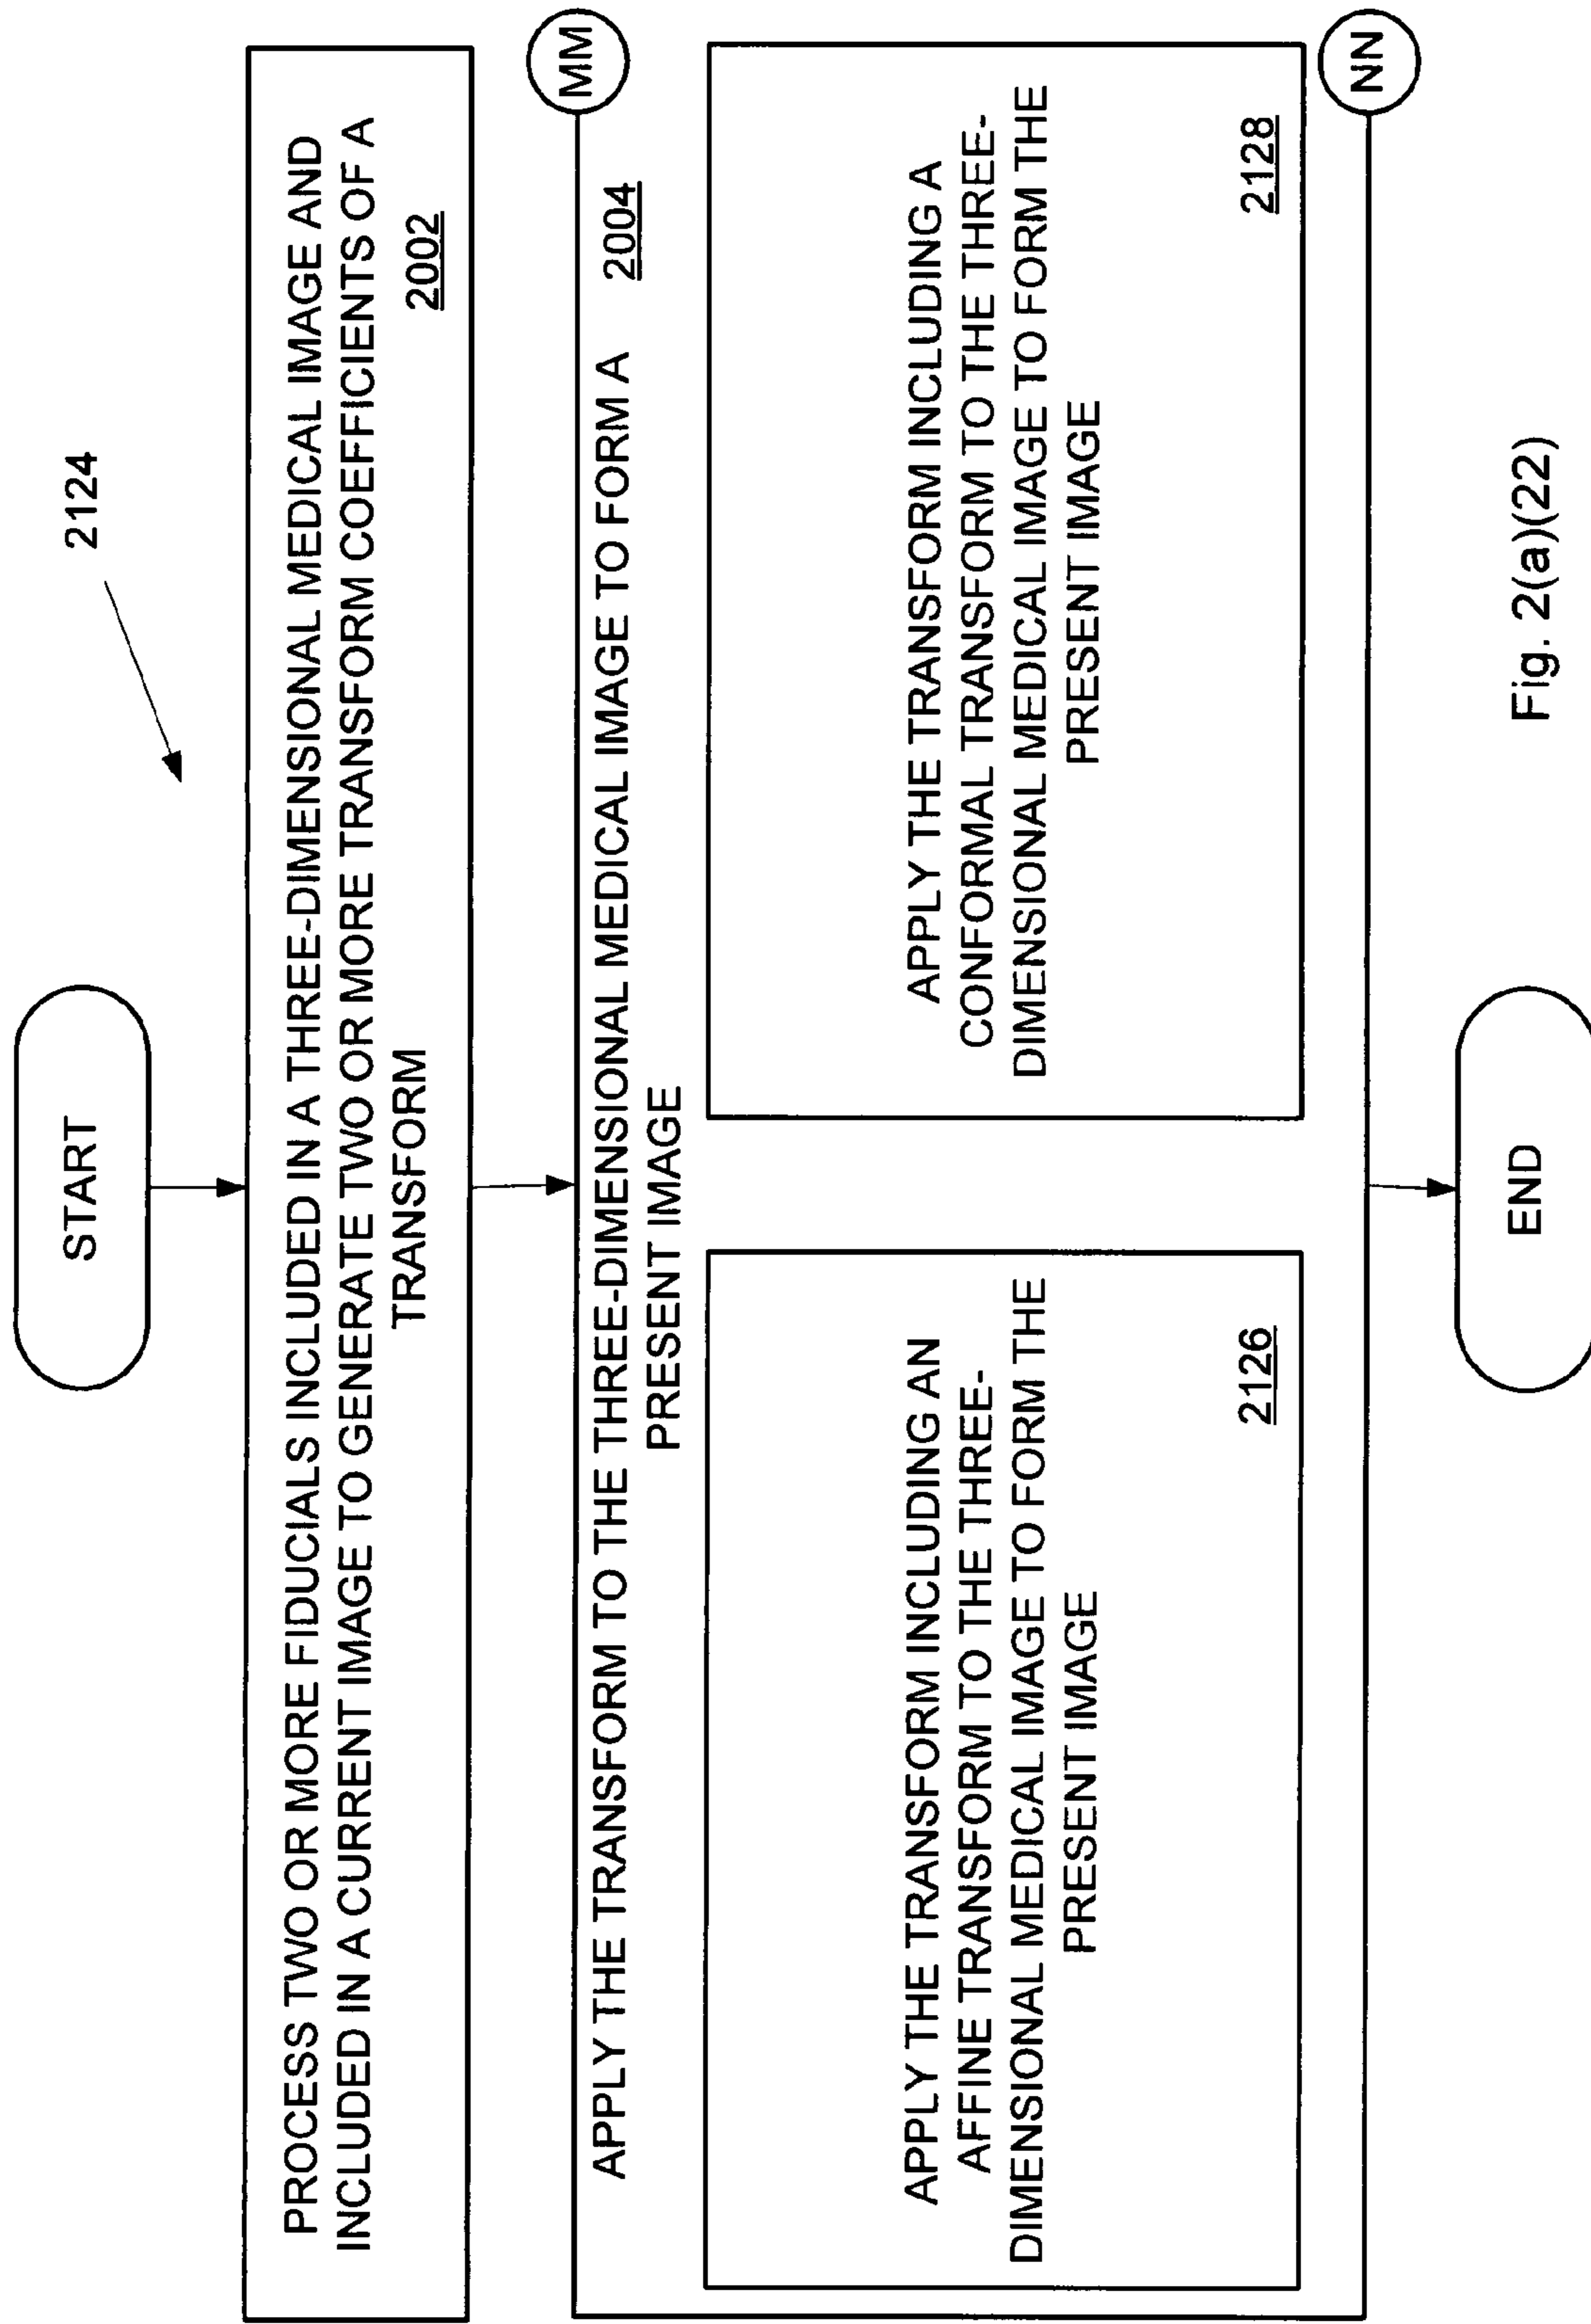 2124
START
PROCESS TWO OR MORE FIDUCIALS INCLUDED IN A THREE-DIMENSIONAL MEDICAL IMAGE AND
INCLUDED IN A CURRENT IMAGE TO GENERATE TWO OR MORE TRANSFORM COEFFICIENTS OF A
TRANSFORM
2002
MM
APPLY THE TRANSFORM TO THE THREE-DIMENSIONAL MEDICAL IMAGE TO FORM A
PRESENT IMAGE
2004
APPLY THE TRANSFORM INCLUDING AN
AFFINE TRANSFORM TO THE THREE-
DIMENSIONAL MEDICAL IMAGE TO FORM THE
PRESENT IMAGE
2126
APPLY THE TRANSFORM INCLUDING A
CONFORMAL TRANSFORM TO THE THREE-
DIMENSIONAL MEDICAL IMAGE TO FORM THE
PRESENT IMAGE
2128
NN
END
Fig. 2(a)(22)